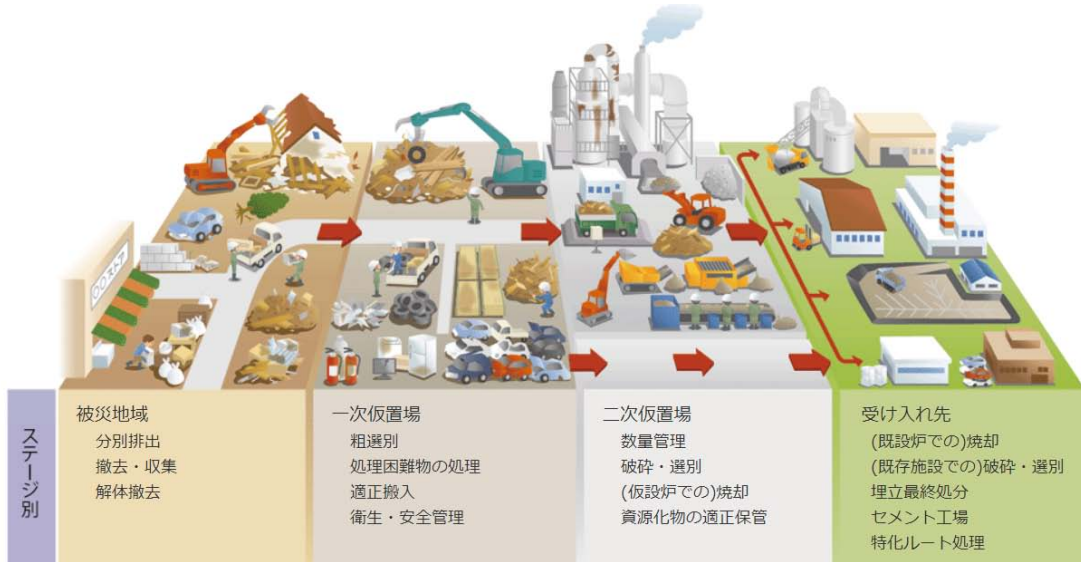 〇〇ストア
ステージ別
被災地域
分別排出
撤去・収集
解体撤去
一次仮置場
粗選別
処理困難物の処理
適正搬入
衛生・安全管理
二次仮置場
数量管理
破砕・選別
(仮設炉での)焼却
資源化物の適正保管
受け入れ先
(既設炉での)焼却
(既存施設での)破砕・選別
埋立最終処分
セメント工場
特化ルート処理